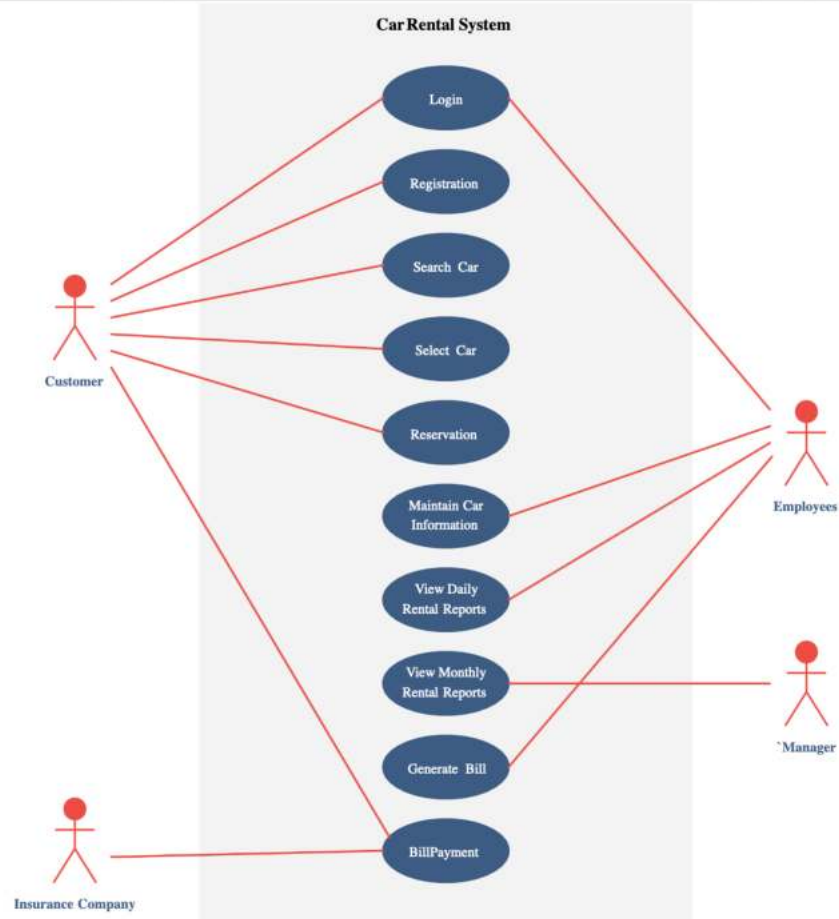 Car Rental System
Login
Registration
Search Car
Select Car
Customer
Reservation
Maintain Car
Information
Employees
View Daily
Rental Reports
View Monthly
Rental Reports
`Manager
Generate Bill
BillPayment
Insurance Company